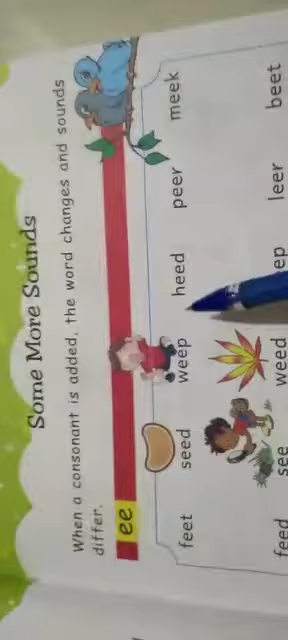 Some More Sounds
When a consonant is added, the word changes and sounds
differ.
ee
feet seed weep heed peer meek
feed see weed ep leer beet